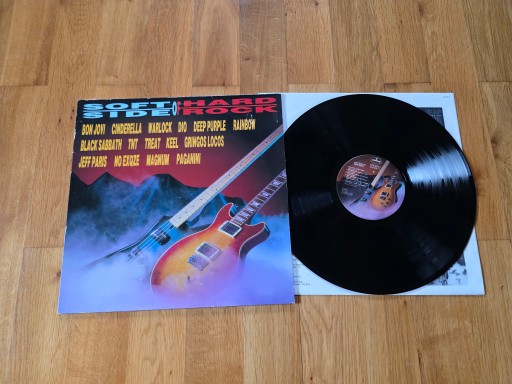 SOFT HARD
SIDE OF ROCK
BON JOVI CINDERELLA WARLOCK DIO DEEP PURPLE RAINBOW
BLACK SABBATH TNT TREAT KEEL GRINGOS LOCOS
JEFF PARIS NO EXQZE MAGNUM PAGANINI